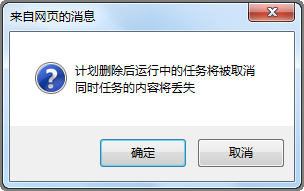 来自网页的消息
计划删除后运行中的任务将被取消
同时任务的内容将丢失
确定
取消